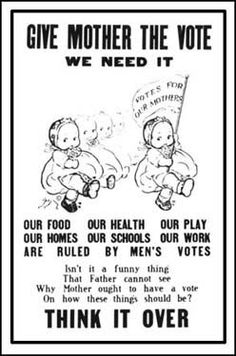 GIVE MOTHER THE VOTE
WE NEED IT
VOTES FOR
OUR MOTHERS
OUR FOOD OUR HEALTH OUR PLAY
OUR HOMES OUR SCHOOLS OUR WORK
ARE RULED BY MEN'S VOTES
Isn't it a funny thing
That Father cannot see
Why Mother ought to have a vote
On how these things should be?
THINK IT OVER